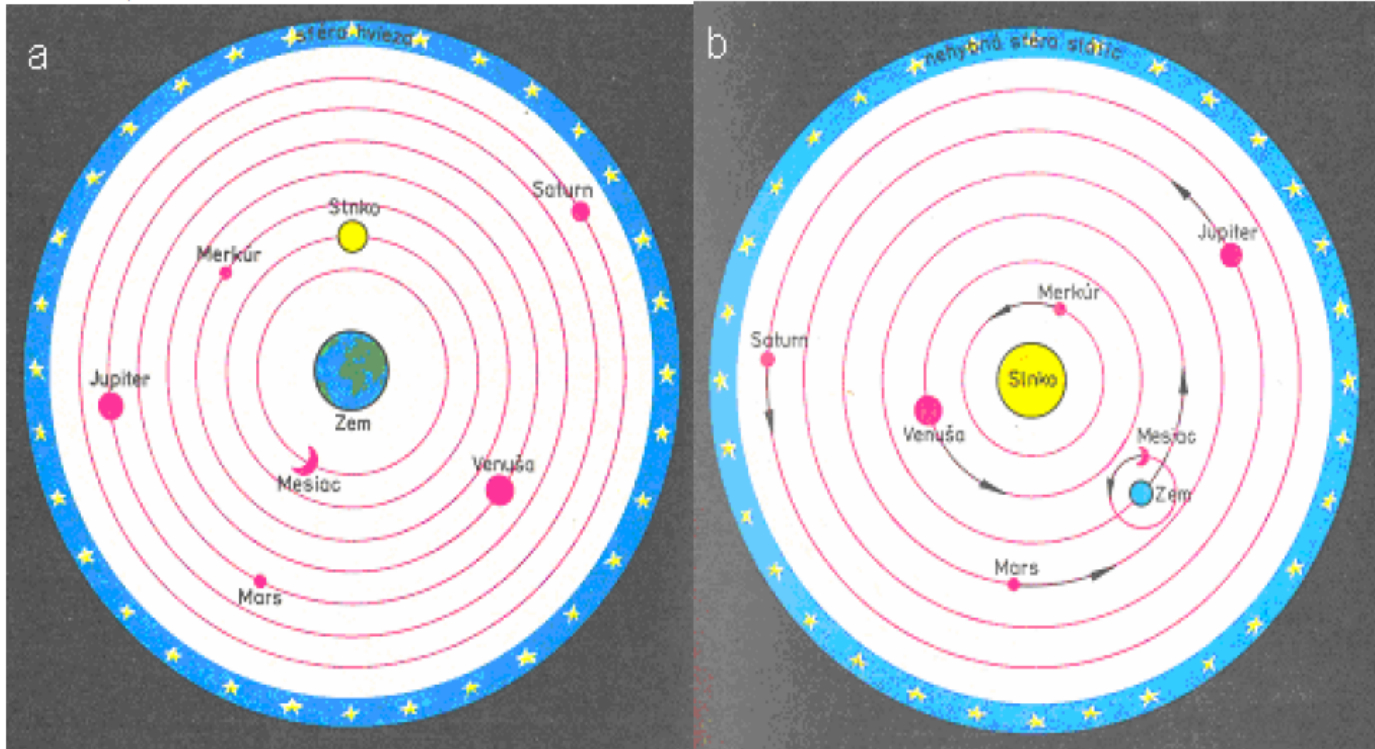 a
sféra hviezd
Saturn
Slnko
Merkúr
Jupiter
Zem
Mesiac
Venuša
Mars
b
nehybná sféra stálic
Jupiter
Merkúr
Saturn
Slnko
Venuša
Mesiac
Zem
Mars